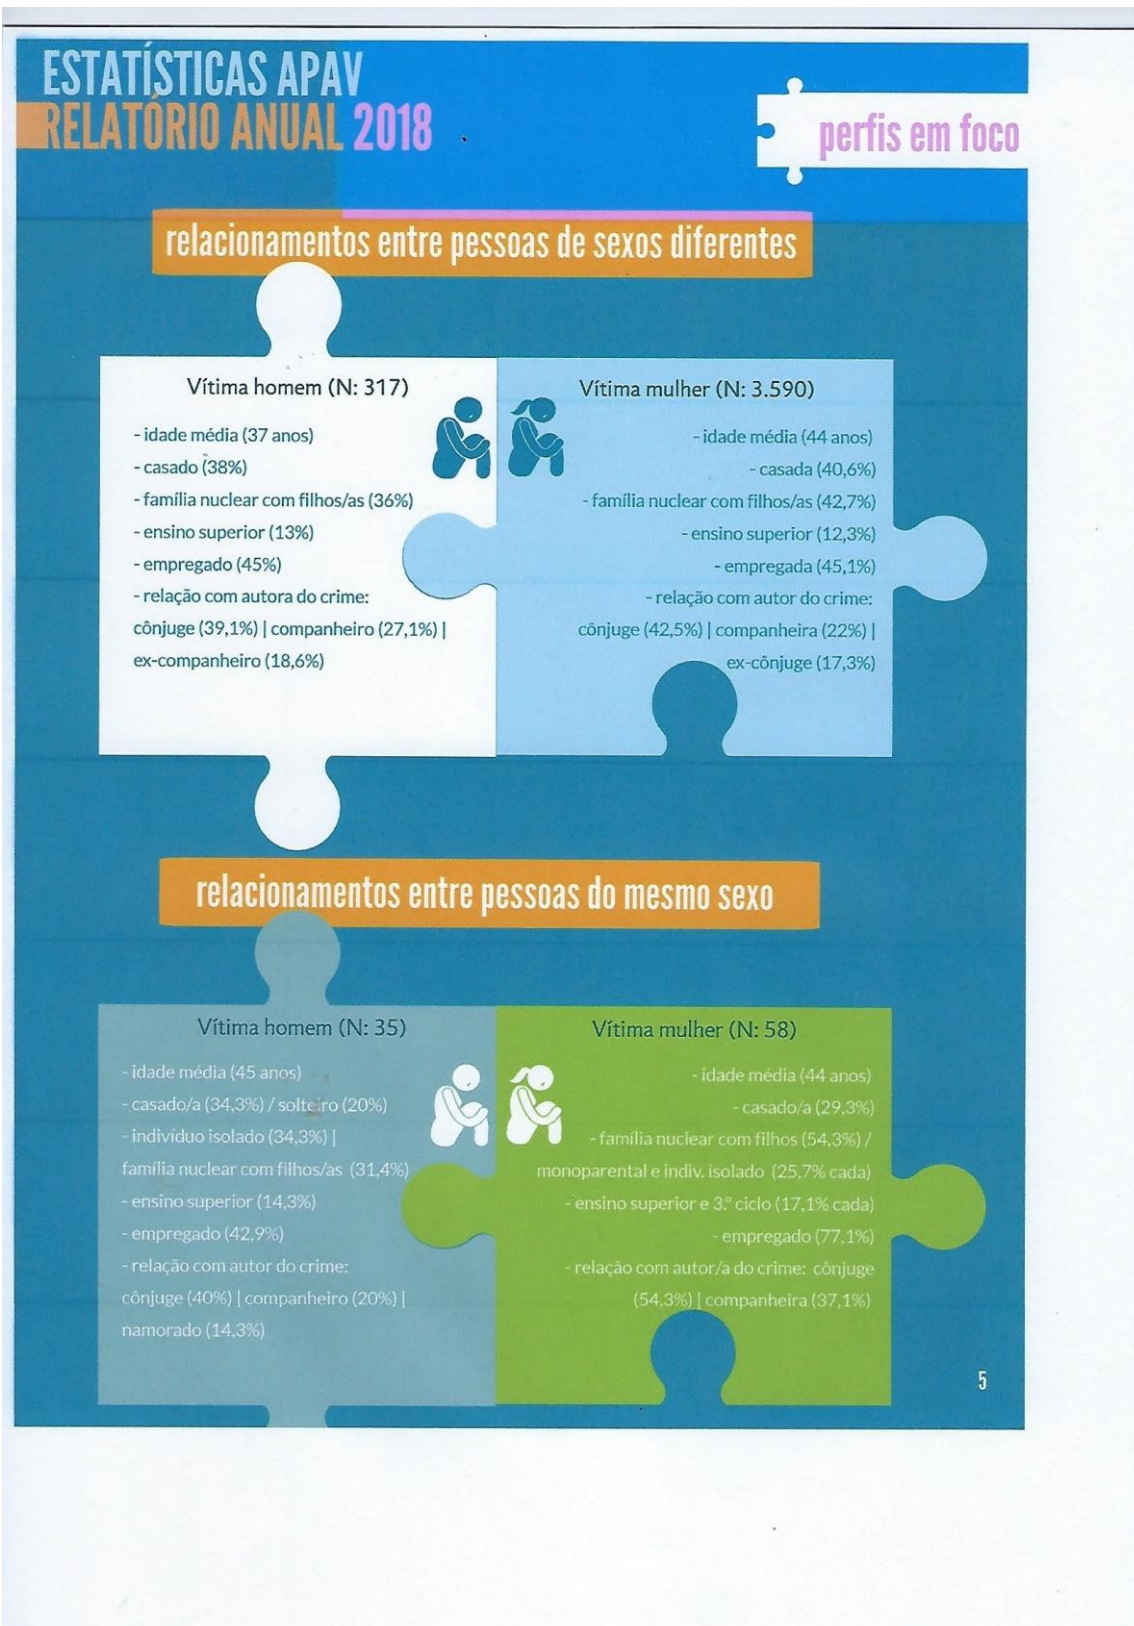 ESTATÍSTICAS APAV
RELATÓRIO ANUAL 2018
perfis em foco
relacionamentos entre pessoas de sexos diferentes
Vítima homem (N: 317)
- idade média (37 anos)
- casado (38%)
- família nuclear com filhos/as (36%)
- ensino superior (13%)
- empregado (45%)
- relação com autora do crime:
cônjuge (39,1%) | companheiro (27,1%) |
ex-companheiro (18,6%)
Vítima mulher (N: 3.590)
- idade média (44 anos)
- casada (40,6%)
- família nuclear com filhos/as (42,7%)
- ensino superior (12,3%)
- empregada (45,1%)
- relação com autor do crime:
cônjuge (42,5%) | companheira (22%) |
ex-cônjuge (17,3%)
relacionamentos entre pessoas do mesmo sexo
Vítima homem (N: 35)
- idade média (45 anos)
- casado/a (34,3%) / solteiro (20%)
- indivíduo isolado (34,3%) |
família nuclear com filhos/as (31,4%)
- ensino superior (14,3%)
- empregado (42,9%)
- relação com autor do crime:
cônjuge (40%) | companheiro (20%) |
namorado (14,3%)
Vítima mulher (N: 58)
- idade média (44 anos)
- casado/a (29,3%)
- família nuclear com filhos (54,3%) /
monoparental e indiv. isolado (25,7% cada)
- ensino superior e 3.º ciclo (17,1% cada)
- empregado (77,1%)
- relação com autor/a do crime: cônjuge
(54,3%) | companheira (37,1%)
5